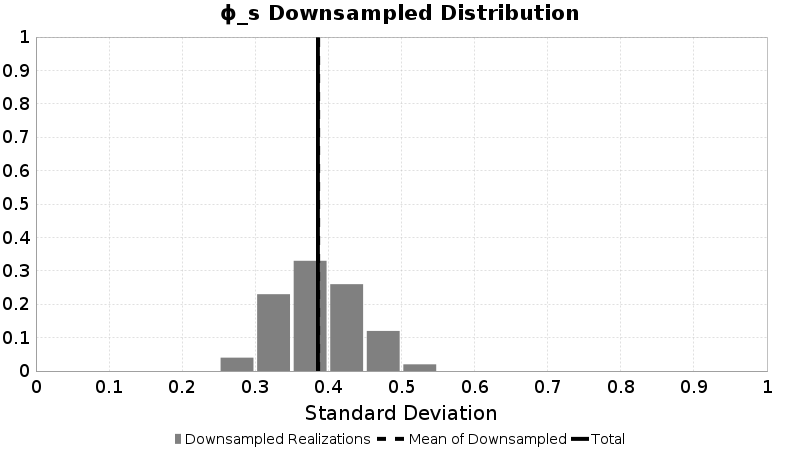 ϕ_s Downsampled Distribution
1
0.9
0.8
0.7
0.6
0.5
0.4
0.3
0.2
0.1
0
0 0.1 0.2 0.3 0.4 0.5 0.6 0.7 0.8 0.9 1
Standard Deviation
Downsampled Realizations Mean of Downsampled Total